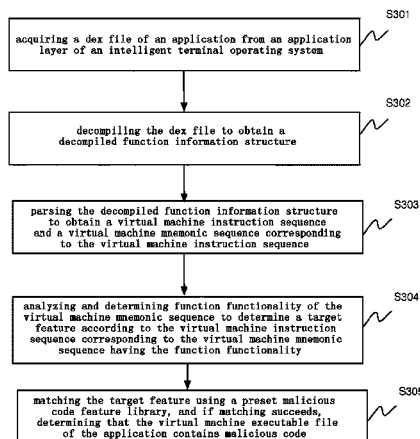 S301
acquiring a dex file of an application from an application
layer of an intelligent terminal operating system
S302
decompiling the dex file to obtain a
decompiled function information structure
S303
parsing the decompiled function information structure
to obtain a virtual machine instruction sequence
and a virtual machine mnemonic sequence corresponding
to the virtual machine instruction sequence
S304
analyzing and determining function functionality of the
virtual machine mnemonic sequence to determine a target
feature according to the virtual machine instruction
sequence corresponding to the virtual machine mnemonic
sequence having the function functionality
S305
matching the target feature using a preset malicious
code feature library, and if matching succeeds,
determining that the virtual machine executable file
of the application contains malicious code